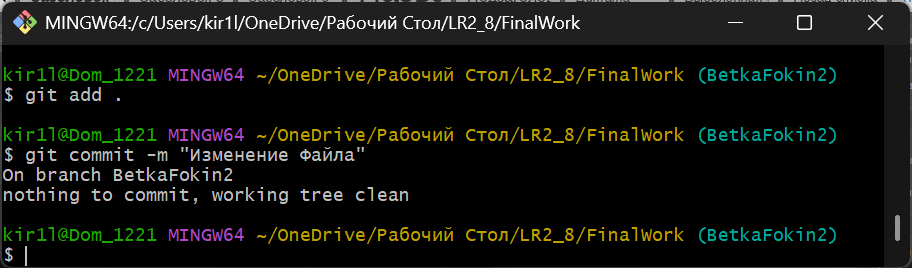 MINGW64:/c/Users/kir1l/OneDrive/Рабочий Стол/LR2_8/FinalWork
kir1l@Dom_1221 MINGW64 ~/OneDrive/Рабочий Стол/LR2_8/FinalWork (BetkaFokin2)
$ git add .
kir1l@Dom_1221 MINGW64 ~/OneDrive/Рабочий Стол/LR2_8/FinalWork (BetkaFokin2)
$ git commit -m "Изменение Файла"
On branch BetkaFokin2
nothing to commit, working tree clean
kir1l@Dom_1221 MINGW64 ~/OneDrive/Рабочий Стол/LR2_8/FinalWork (BetkaFokin2)
$